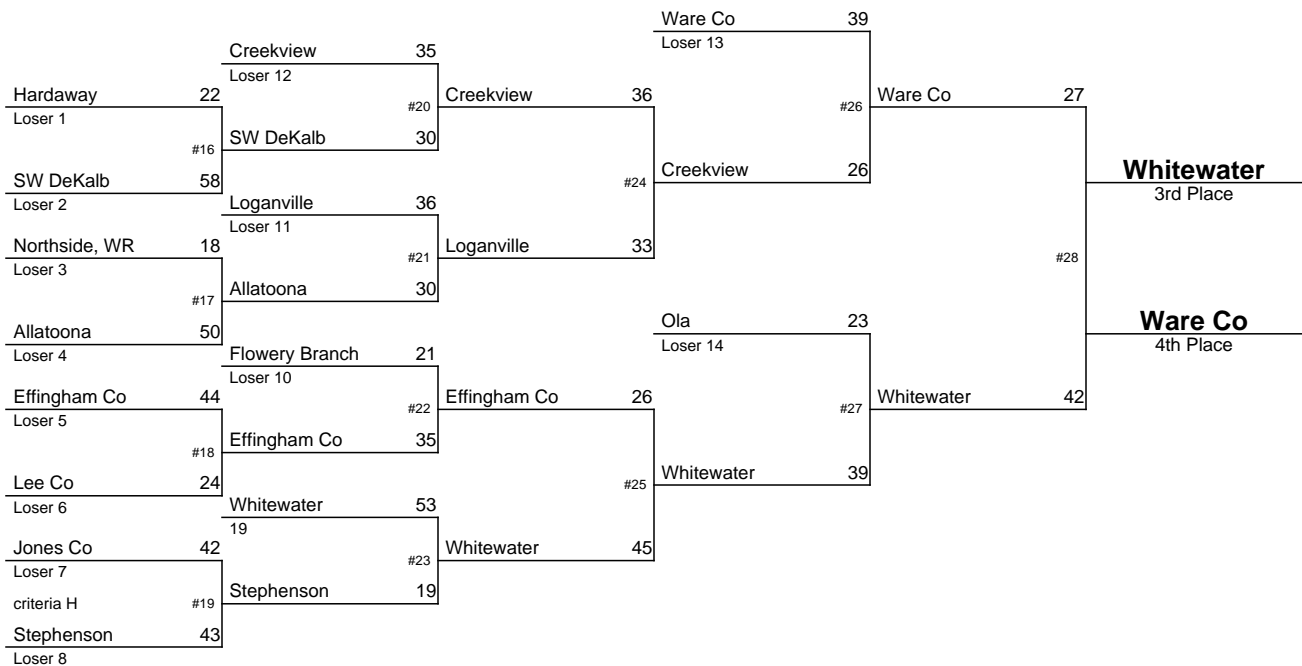 Ware Co 39
Loser 13
Creekview 35
Loser 12
Hardaway 22
Loser 1
#20
Creekview 36
#26
Ware Co 27
#16
SW DeKalb 30
SW DeKalb 58
Loser 2
#24
Creekview 26
Whitewater
3rd Place
Loganville 36
Loser 11
Northside, WR 18
Loser 3
#21
Loganville 33
#28
#17
Allatoona 30
Allatoona 50
Loser 4
Ola 23
Loser 14
Ware Co
4th Place
Flowery Branch 21
Loser 10
Effingham Co 44
Loser 5
#22
Effingham Co 26
#27
Whitewater 42
#18
Effingham Co 35
Lee Co 24
Loser 6
#25
Whitewater 39
Whitewater 53
19
Jones Co 42
Loser 7
#23
Whitewater 45
criteria H
#19
Stephenson 19
Stephenson 43
Loser 8